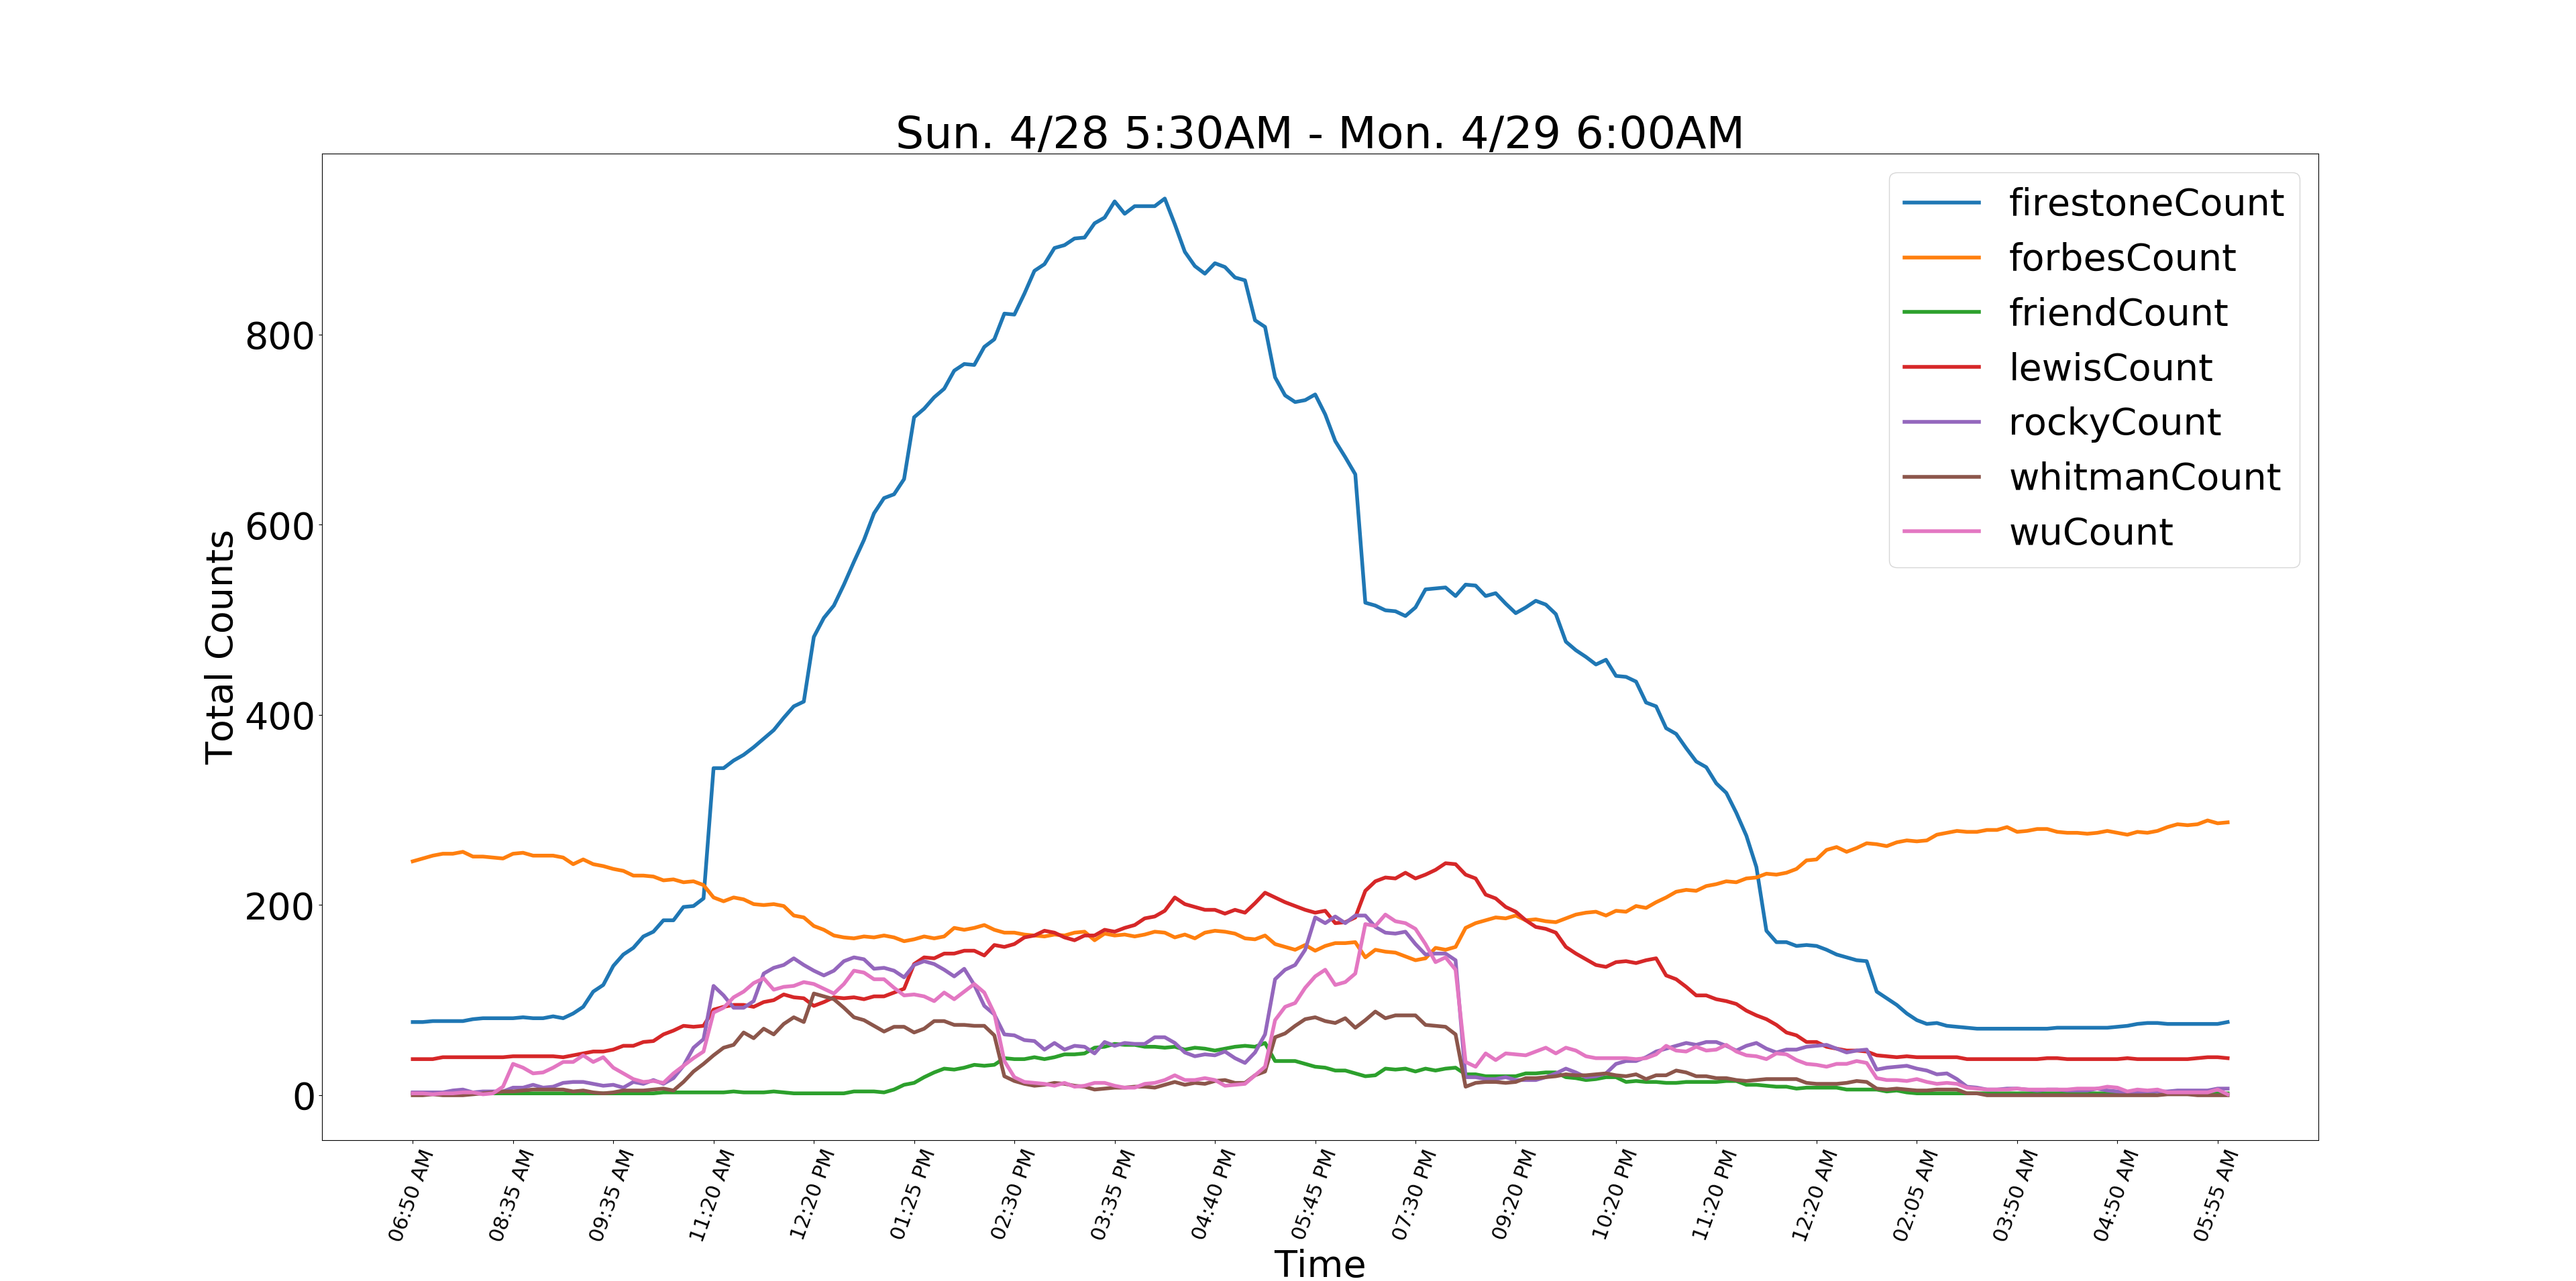 Sun. 4/28 5:30AM - Mon. 4/29 6:00AM
firestoneCount
forbesCount
friendCount
lewisCount
rockyCount
whitmanCount
wuCount
Total Counts
800
600
400
200
0
06:50 AM
08:35 AM
09:35 AM
11:20 AM
12:20 PM
01:25 PM
02:30 PM
03:35 PM
04:40 PM
05:45 PM
07:30 PM
09:20 PM
10:20 PM
11:20 PM
12:20 AM
02:05 AM
03:50 AM
04:50 AM
05:55 AM
Time